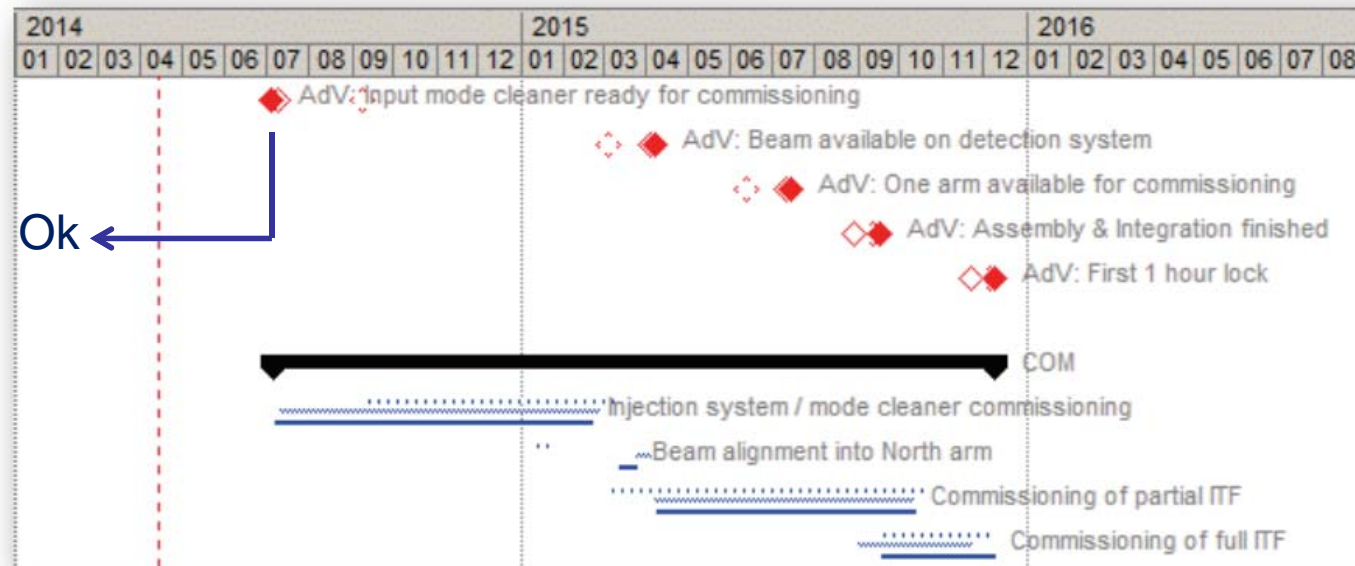 2014 2015 2016
01 02 03 04 05 06 07 08 09 10 11 12 01 02 03 04 05 06 07 08 09 10 11 12 01 02 03 04 05 06 07 08
AdV: Input mode cleaner ready for commissioning
AdV: Beam available on detection system
AdV: One arm available for commissioning
Ok
AdV: Assembly & Integration finished
AdV: First 1 hour lock
COM
Injection system / mode cleaner commissioning
Beam alignment into North arm
Commissioning of partial ITF
Commissioning of full ITF